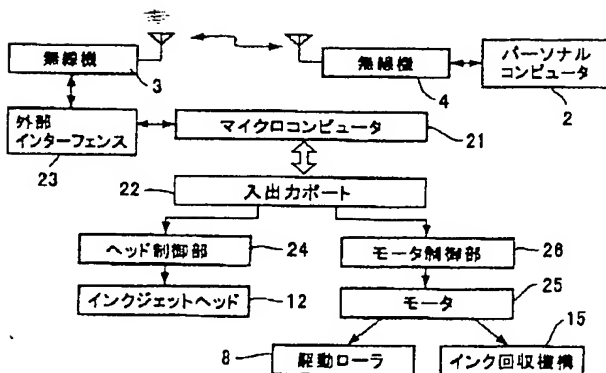 無線機
3
無線機
4
パーソナル
コンピュータ
2
外部
インターフェンス
23
マイクロコンピュータ
21
22
入出力ポート
ヘッド制御部
24
モータ制御部
26
インクジェットヘッド
12
モータ
25
8
駆動ローラ
インク回収機構
15